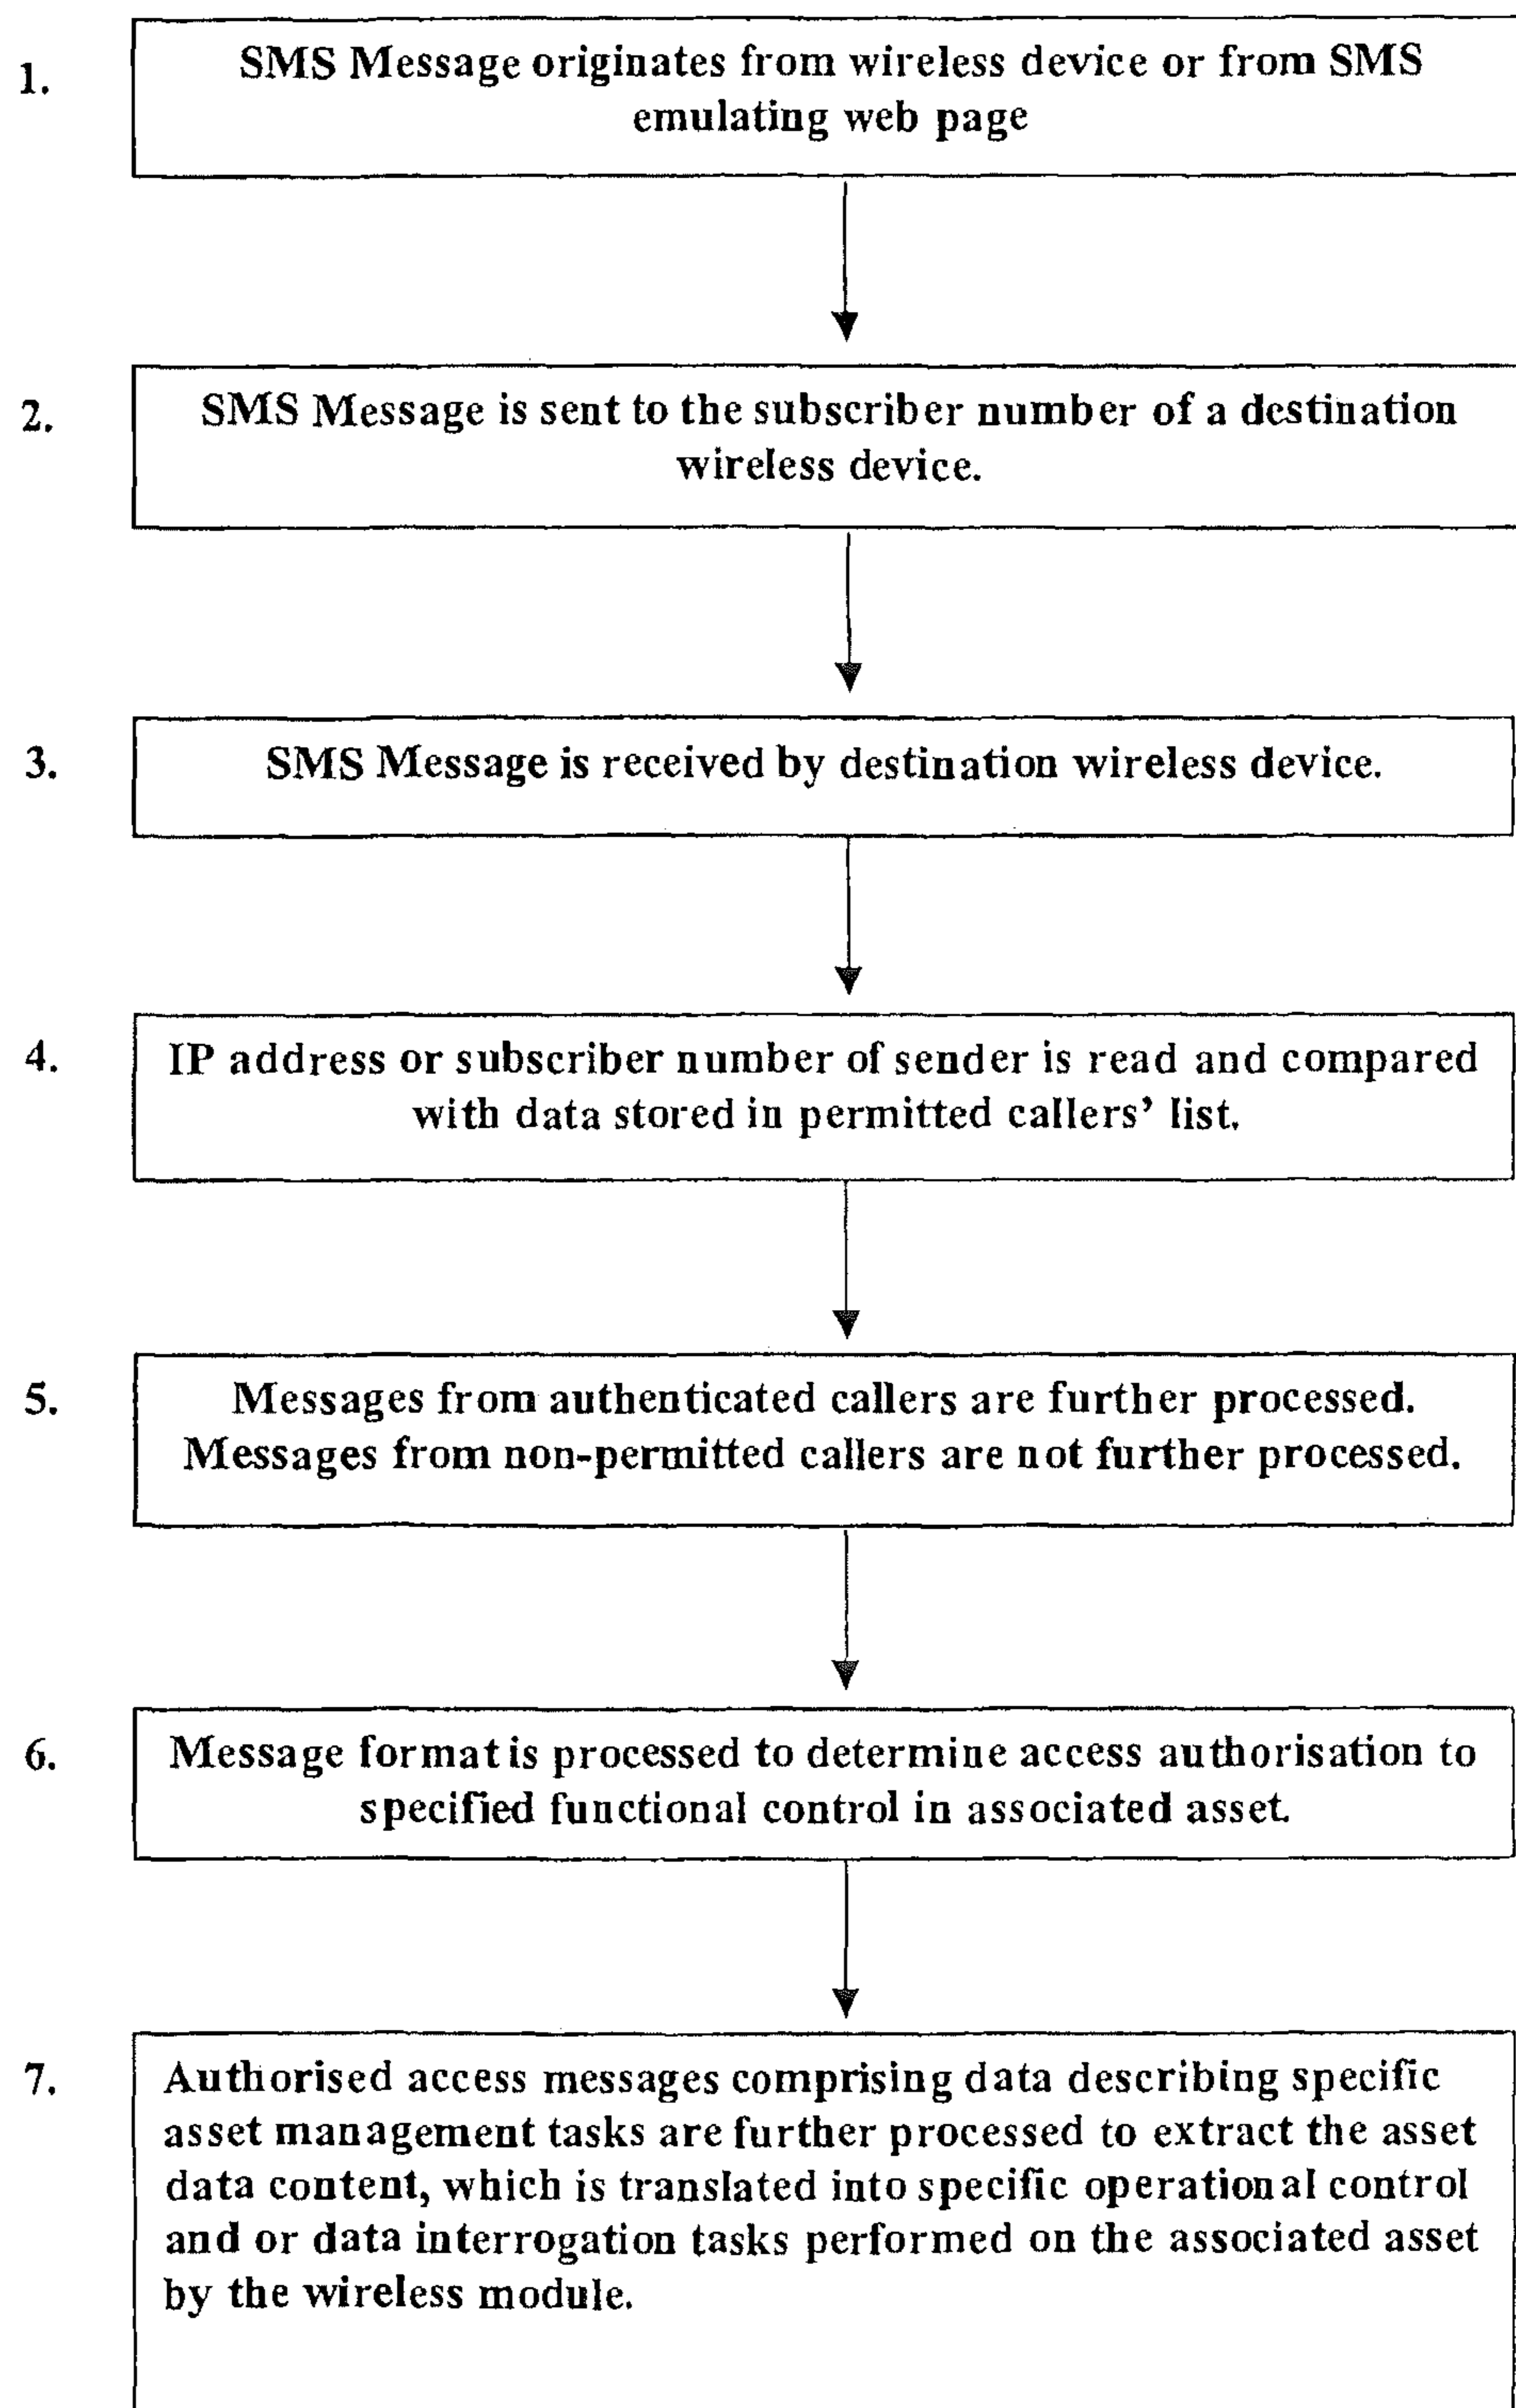 1. SMS Message originates from wireless device or from SMS
emulating web page
2. SMS Message is sent to the subscriber number of a destination
wireless device.
3. SMS Message is received by destination wireless device.
4. IP address or subscriber number of sender is read and compared
with data stored in permitted callers' list.
5. Messages from authenticated callers are further processed.
Messages from non-permitted callers are not further processed.
6. Message format is processed to determine access authorisation to
specified functional control in associated asset.
7. Authorised access messages comprising data describing specific
asset management tasks are further processed to extract the asset
data content, which is translated into specific operational control
and or data interrogation tasks performed on the associated asset
by the wireless module.